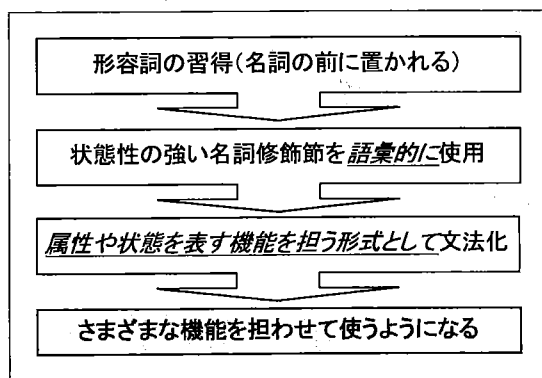 形容詞の習得（名詞の前に置かれる）
状態性の強い名詞修飾節を語彙的に使用
属性や状態を表す機能を担う形式として文法化
さまざまな機能を担わせて使うようになる